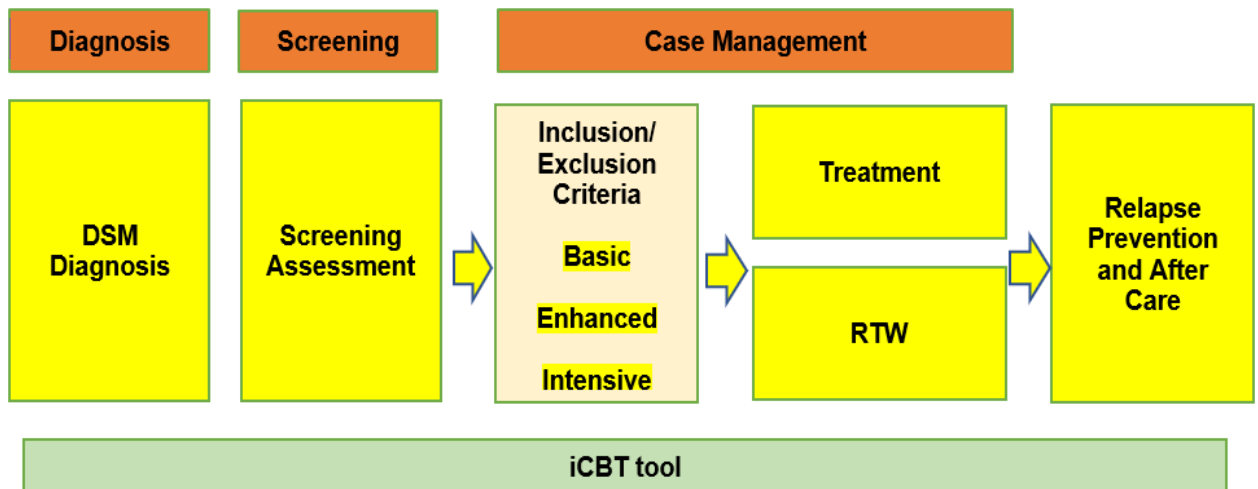 Diagnosis
Screening
Case Management
DSM
Diagnosis
Screening
Assessment
Inclusion/
Exclusion
Criteria
Basic
Enhanced
Intensive
Treatment
RTW
Relapse
Prevention
and After
Care
iCBT tool